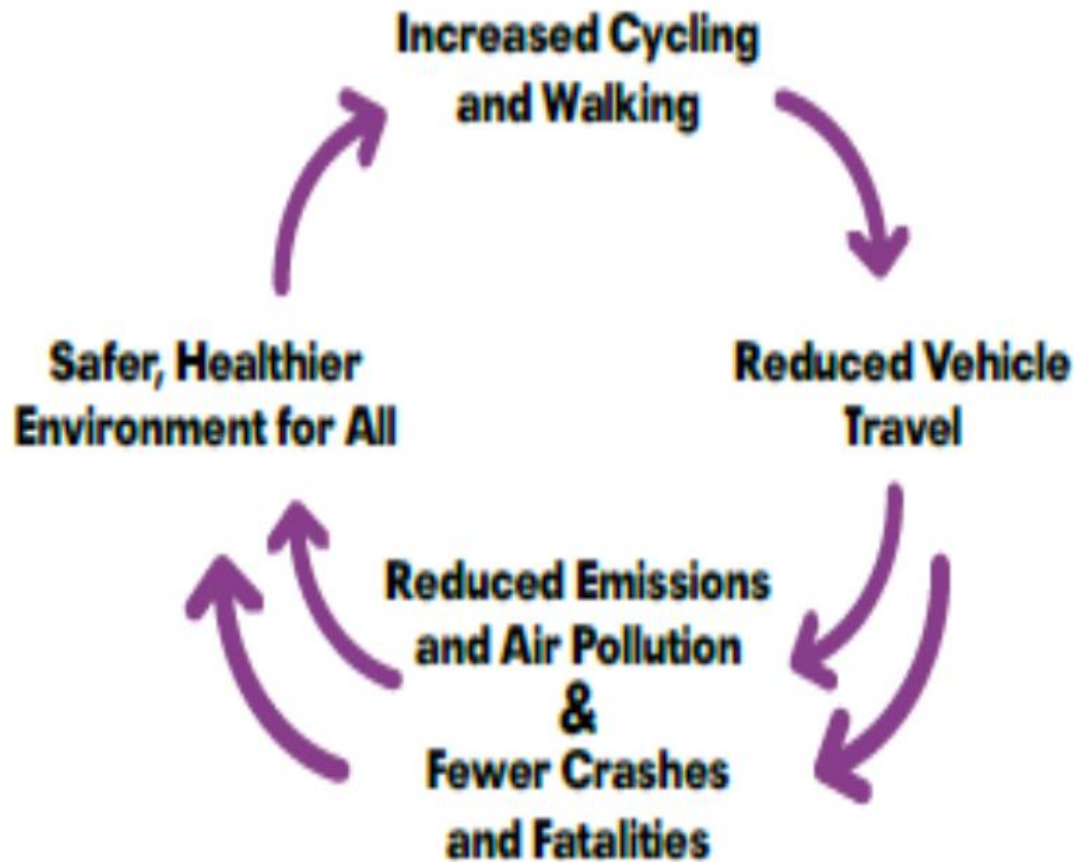 Increased Cycling
and Walking
Reduced Vehicle
Travel
Reduced Emissions
and Air Pollution
&
Fewer Crashes
and Fatalities
Safer, Healthier
Environment for All